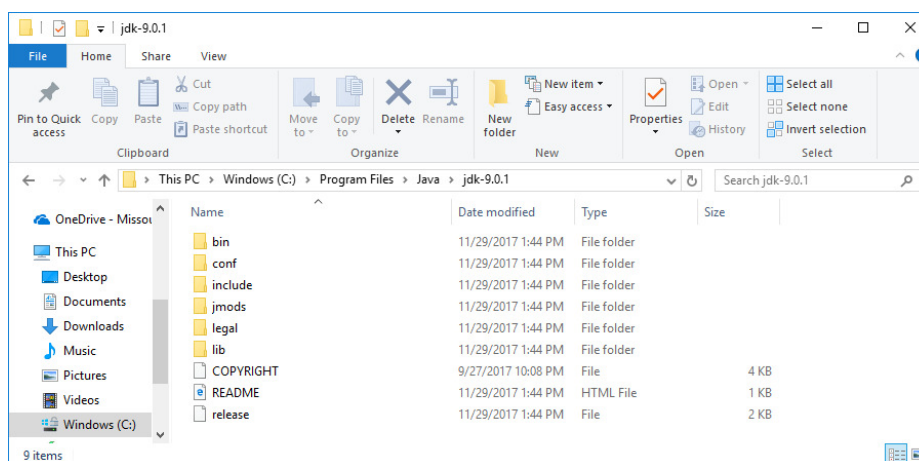 jdk-9.0.1
File Home Share View
Pin to Quick access Copy Paste Cut Copy path Paste shortcut
Move to Copy to Delete Rename
New folder New item Easy access
Properties Open Edit History
Select all Select none Invert selection
Clipboard Organize New Open Select
This PC > Windows (C:) > Program Files > Java > jdk-9.0.1 Search jdk-9.0.1
OneDrive - Missou
This PC
Desktop
Documents
Downloads
Music
Pictures
Videos
Windows (C:)
Name Date modified Type Size
bin 11/29/2017 1:44 PM File folder
conf 11/29/2017 1:44 PM File folder
include 11/29/2017 1:44 PM File folder
jmods 11/29/2017 1:44 PM File folder
legal 11/29/2017 1:44 PM File folder
lib 11/29/2017 1:44 PM File folder
COPYRIGHT 9/27/2017 10:08 PM File 4 KB
README 11/29/2017 1:44 PM HTML File 1 KB
release 11/29/2017 1:44 PM File 2 KB
9 items